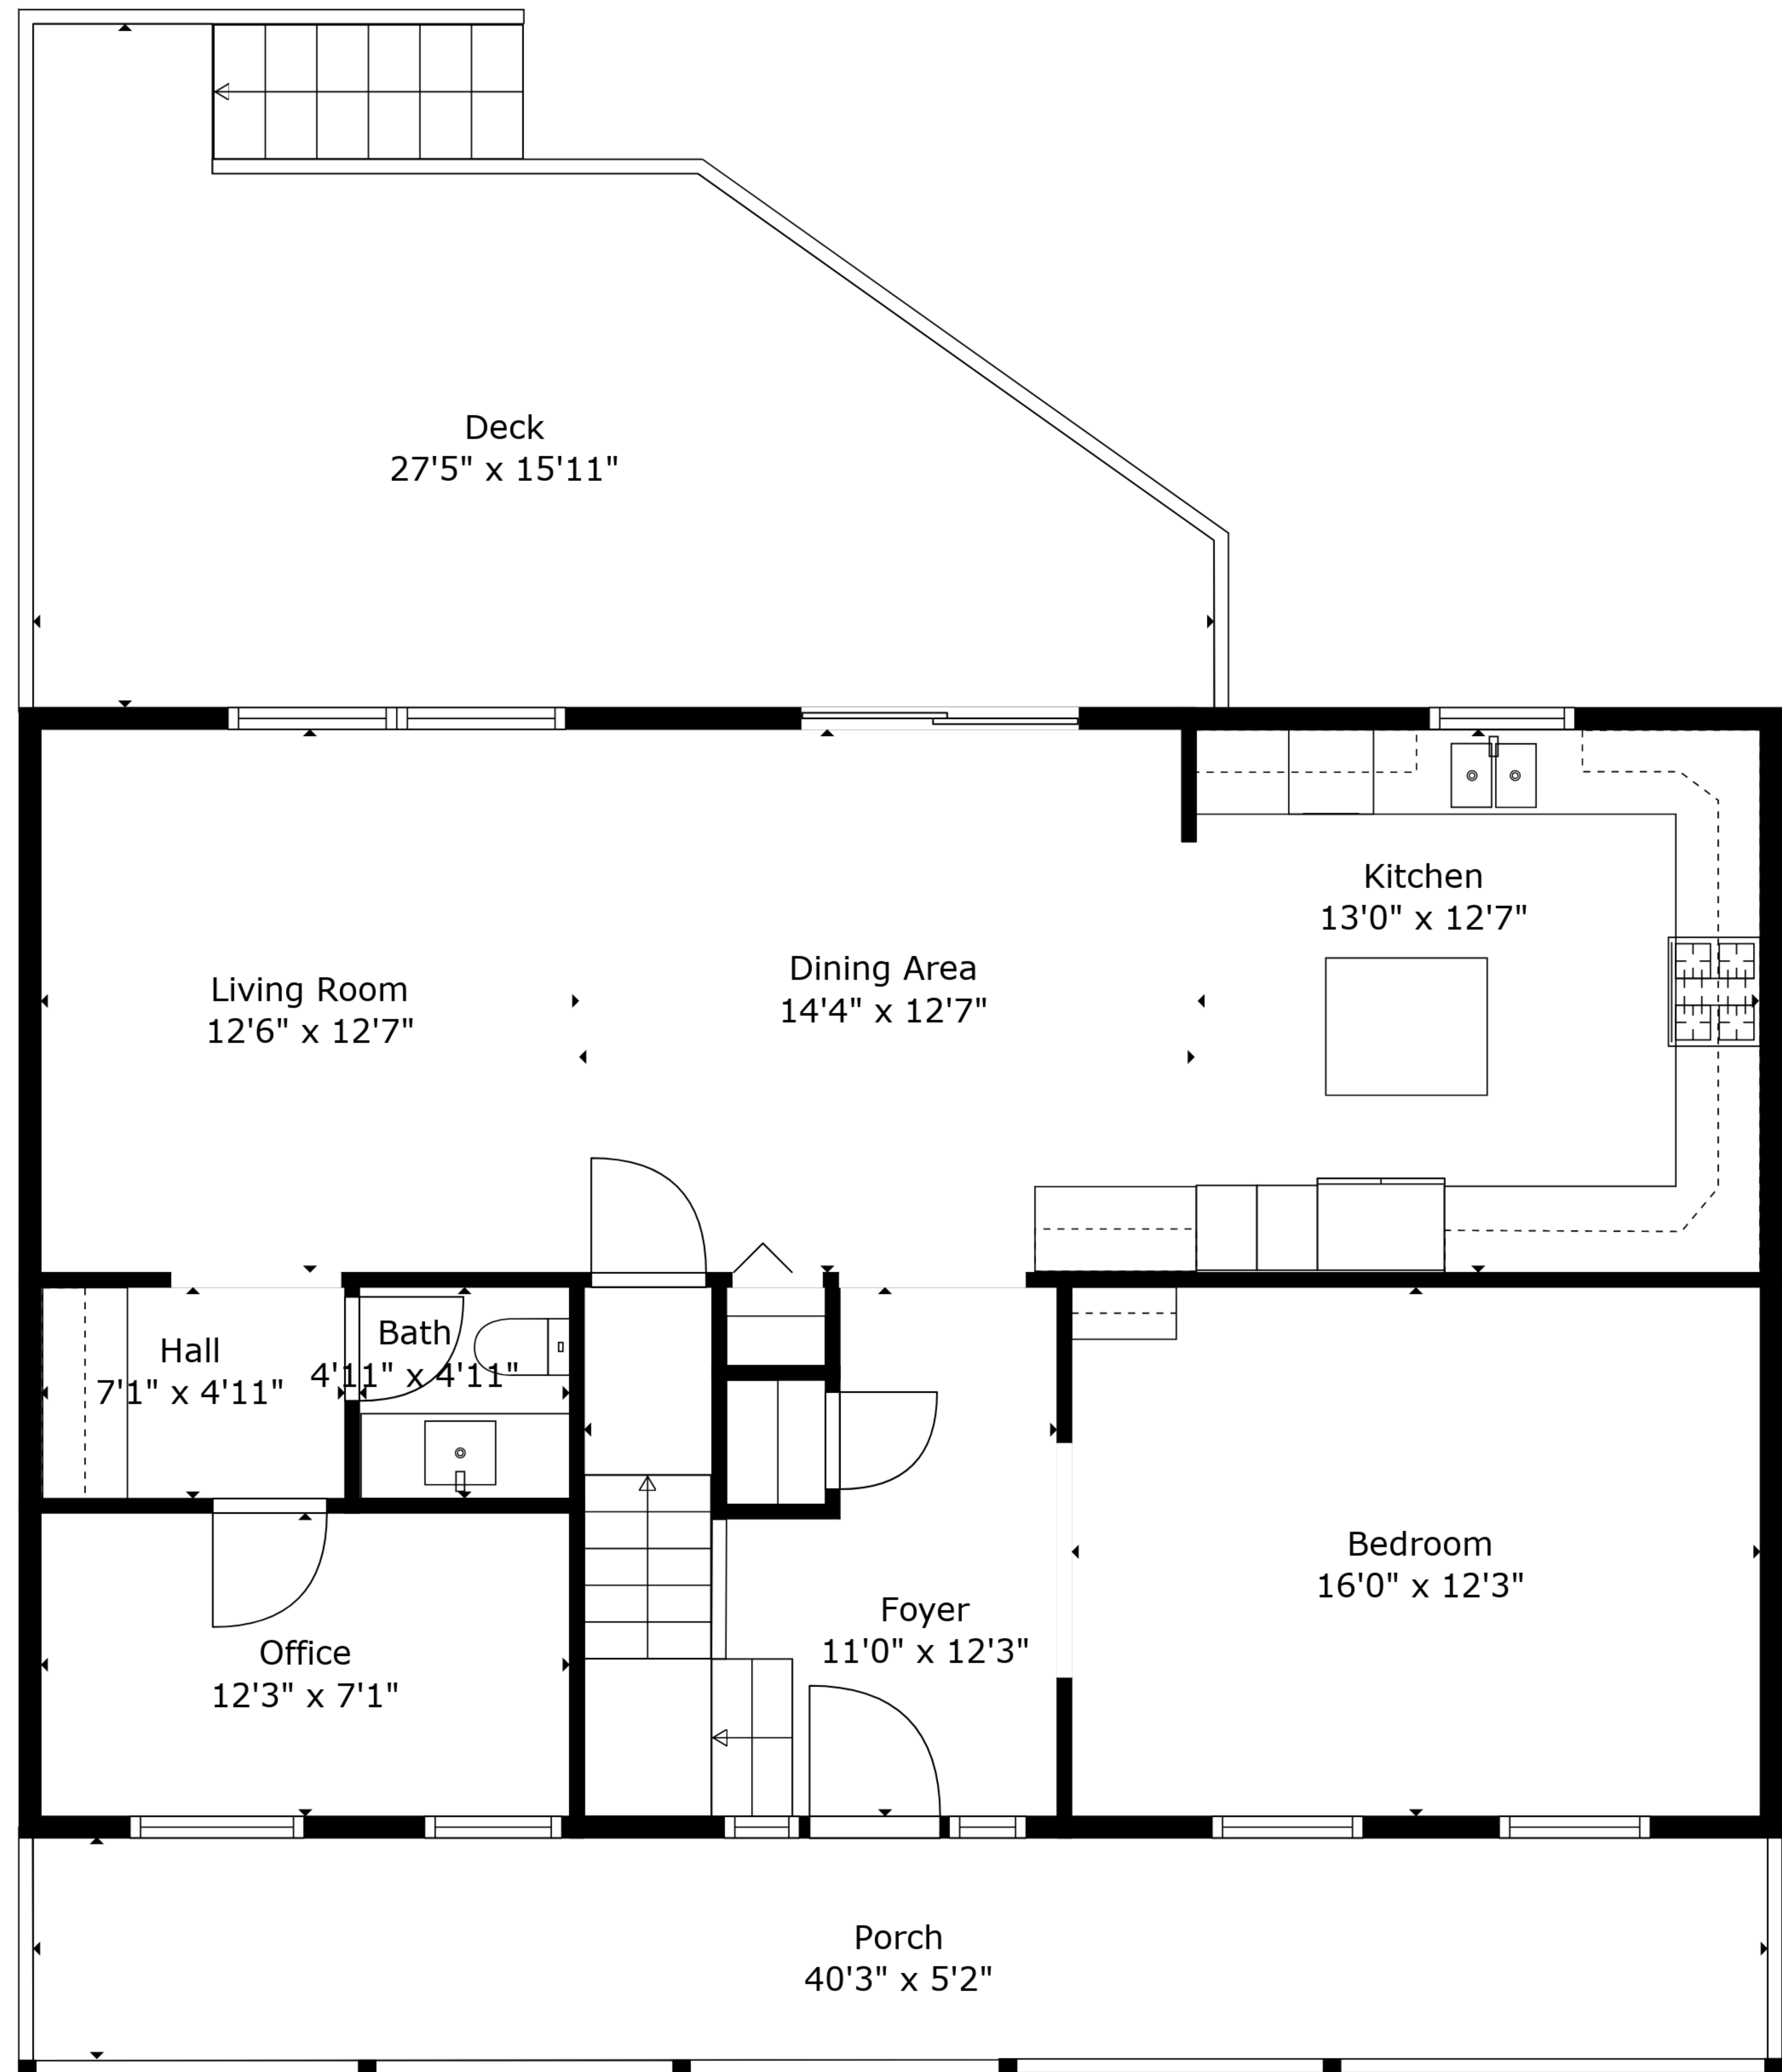 Deck
27'5" x 15'11"
Kitchen
13'0" x 12'7"
Dining Area
14'4" x 12'7"
Living Room
12'6" x 12'7"
Bath
4'11" x 4'11"
Hall
7'1" x 4'11"
Bedroom
16'0" x 12'3"
Foyer
11'0" x 12'3"
Office
12'3" x 7'1"
Porch
40'3" x 5'2"